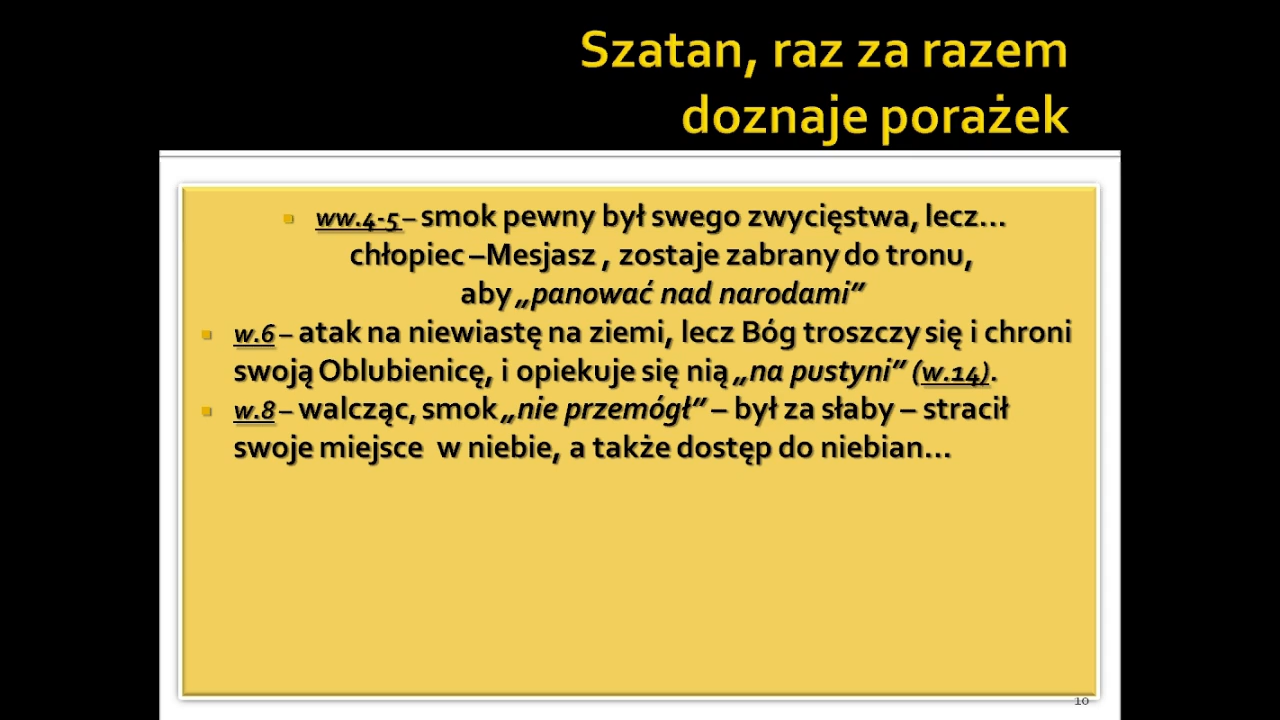 Szatan, raz za razem
doznaje porażek
ww.4-5 – smok pewny był swego zwycięstwa, lecz...
chłopiec –Mesjasz , zostaje zabrany do tronu,
aby „panować nad narodami”
w.6 – atak na niewiastę na ziemi, lecz Bóg troszczy się i chroni
swoją Oblubienicę, i opiekuje się nią „na pustyni” (w.14).
w.8 – walcząc, smok „nie przemógł” – był za słaby – stracił
swoje miejsce w niebie, a także dostęp do niebian...
10